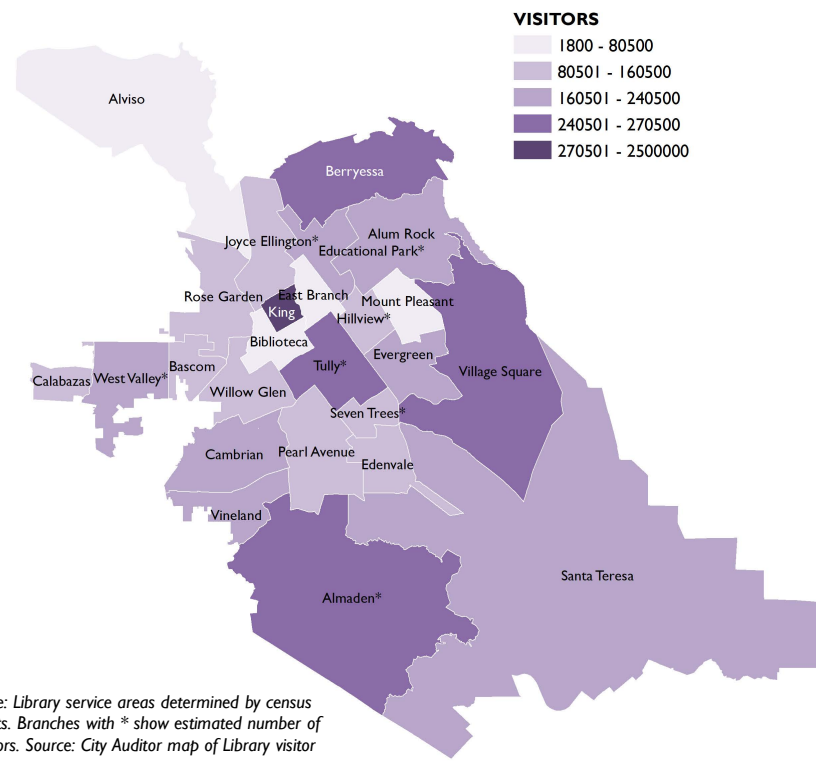 VISITORS
1800 - 80500
80501 - 160500
160501 - 240500
240501 - 270500
270501 - 2500000
Alviso
Berryessa
Alum Rock
Joyce Ellington*
Educational Park*
Rose Garden
East Branch
Mount Pleasant
King
Hillview*
Biblioteca
Evergreen
Tully*
Bascom
Village Square
Calabazas
West Valley*
Willow Glen
Seven Trees*
Cambrian
Pearl Avenue
Edenvale
Vineland
Santa Teresa
Almaden*
e: Library service areas determined by census
ts. Branches with * show estimated number of
ors. Source: City Auditor map of Library visitor